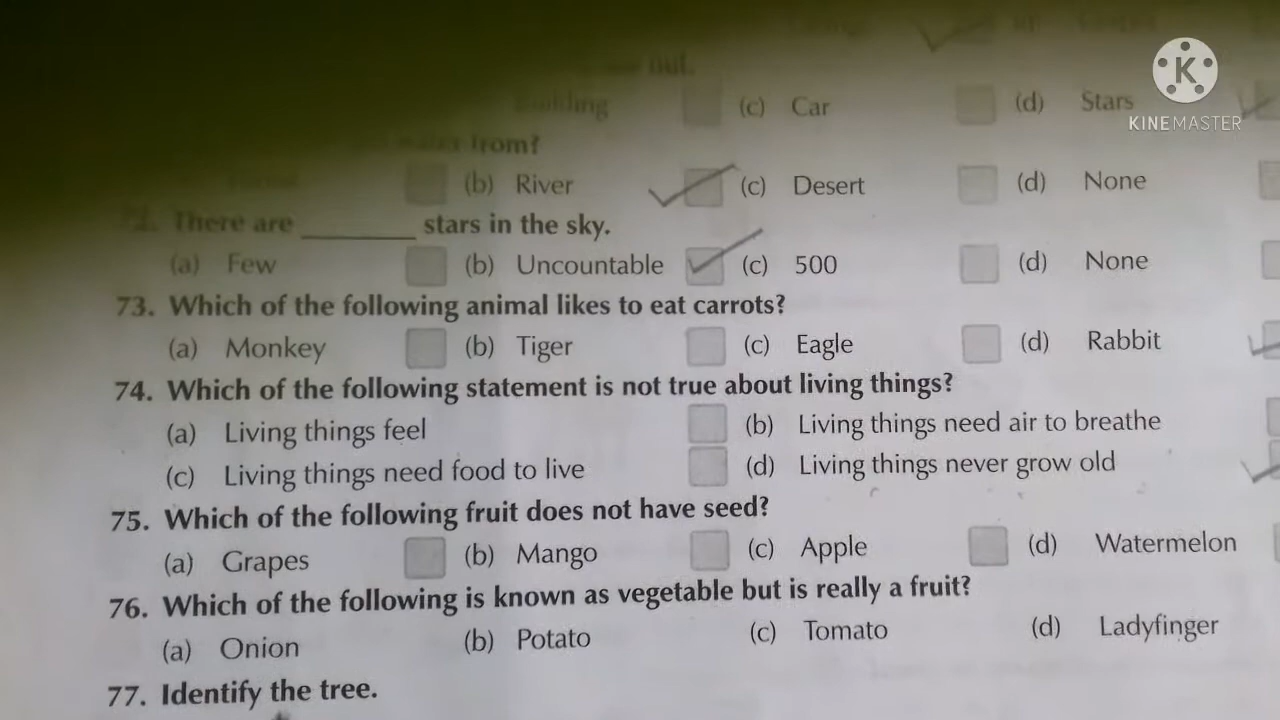 out.
(c) Car (d) Stars
from?
(b) River (c) Desert (d) None
There are ________ stars in the sky.
(a) Few (b) Uncountable (c) 500 (d) None
73. Which of the following animal likes to eat carrots?
(a) Monkey (b) Tiger (c) Eagle (d) Rabbit
74. Which of the following statement is not true about living things?
(a) Living things feel (b) Living things need air to breathe
(c) Living things need food to live (d) Living things never grow old
75. Which of the following fruit does not have seed?
(a) Grapes (b) Mango (c) Apple (d) Watermelon
76. Which of the following is known as vegetable but is really a fruit?
(a) Onion (b) Potato (c) Tomato (d) Ladyfinger
77. Identify the tree.
K
KINEMASTER